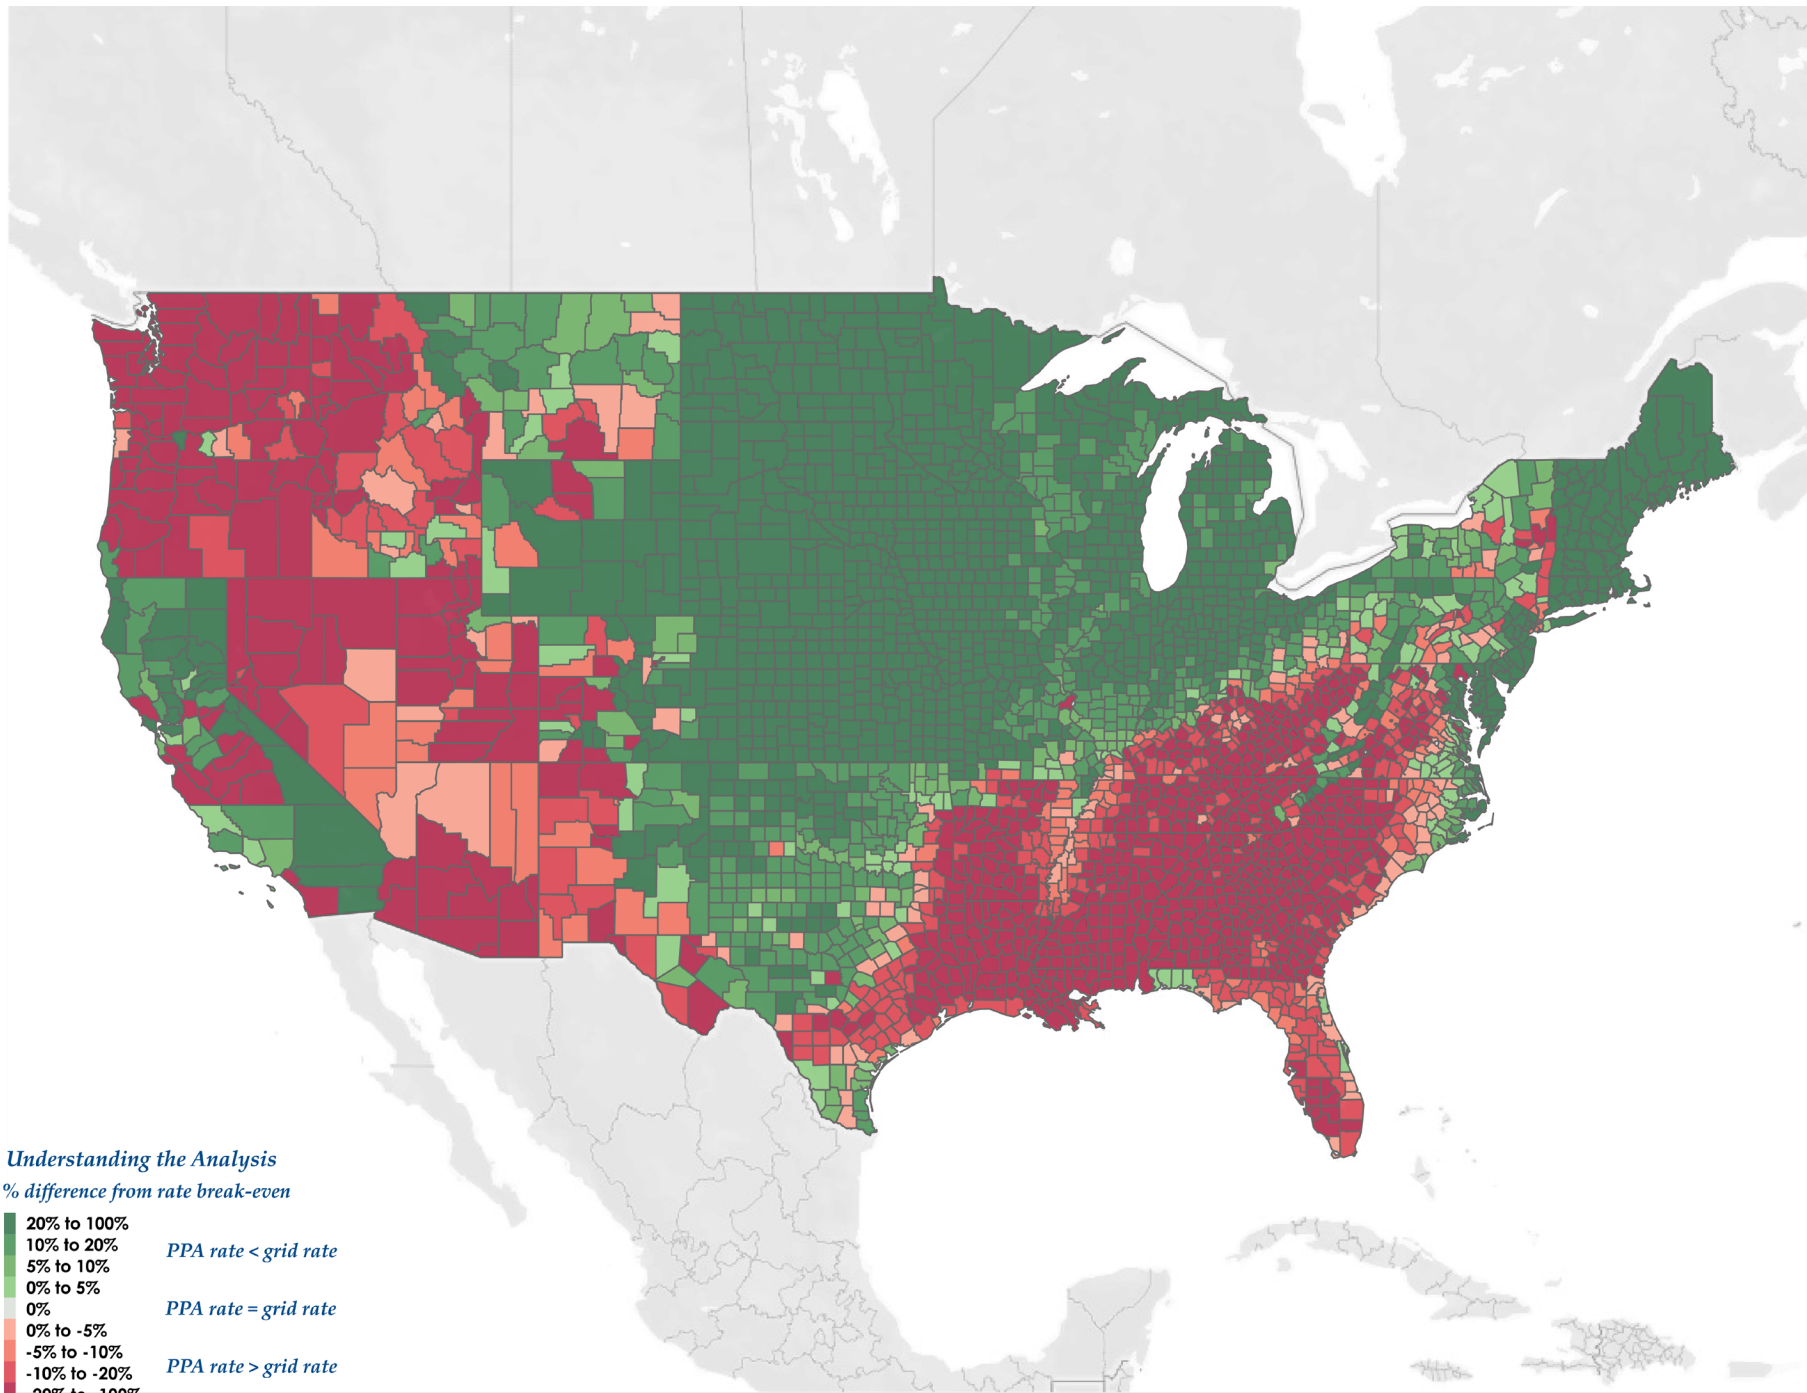 Understanding the Analysis
% difference from rate break-even
20% to 100%
10% to 20%
PPA rate < grid rate
5% to 10%
0% to 5%
0%
PPA rate = grid rate
0% to -5%
-5% to -10%
-10% to -20%
PPA rate > grid rate